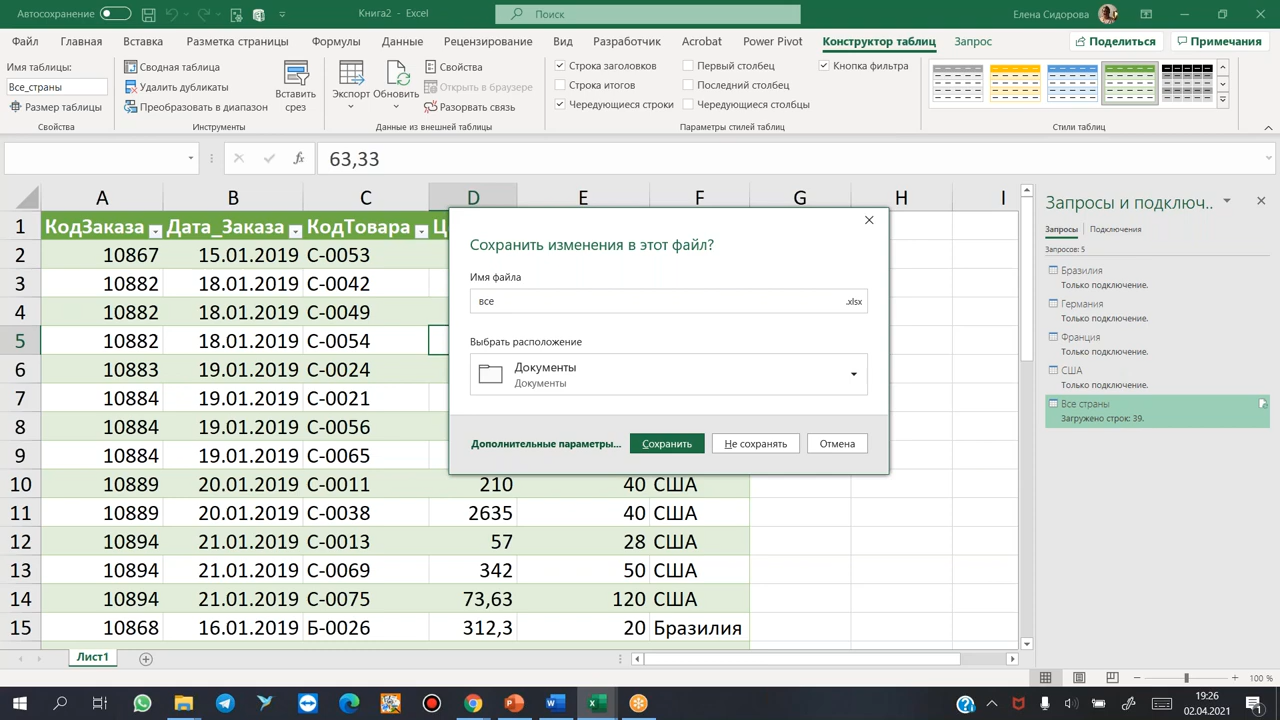 Автосохранение
Книга2 - Excel
Поиск
Елена Сидорова
Файл Главная Вставка Разметка страницы Формулы Данные Рецензирование Вид Разработчик Acrobat Power Pivot Конструктор таблиц Запрос
Поделиться
Примечания
Имя таблицы:
Все_страны
Размер таблицы
Свойства
Сводная таблица
Удалить дубликаты
Преобразовать в диапазон
Инструменты
Вставить
срез
Экспорт
Обновить
Свойства
Открыть в браузере
Разорвать связь
Данные из внешней таблицы
Строка заголовков
Строка итогов
Чередующиеся строки
Первый столбец
Последний столбец
Чередующиеся столбцы
Кнопка фильтра
Параметры стилей таблиц
Стили таблиц
fx
63,33
A B C D E F G H I
1 КодЗаказа Дата_Заказа КодТовара Ц
2 10867 15.01.2019 С-0053
3 10882 18.01.2019 С-0042
4 10882 18.01.2019 С-0049
5 10882 18.01.2019 С-0054
6 10883 19.01.2019 С-0024
7 10884 19.01.2019 С-0021
8 10884 19.01.2019 С-0056
9 10884 19.01.2019 С-0065
10 10889 20.01.2019 С-0011 210 40 США
11 10889 20.01.2019 С-0038 2635 40 США
12 10894 21.01.2019 С-0013 57 28 США
13 10894 21.01.2019 С-0069 342 50 США
14 10894 21.01.2019 С-0075 73,63 120 США
15 10868 16.01.2019 Б-0026 312,3 20 Бразилия
Сохранить изменения в этот файл?
Имя файла
все .xlsx
Выбрать расположение
Документы
Документы
Дополнительные параметры...
Сохранить
Не сохранять
Отмена
Запросы и подключ..
Запросы Подключения
Запросов: 5
Бразилия
Только подключение.
Германия
Только подключение.
Франция
Только подключение.
США
Только подключение.
Все страны
Загружено строк: 39.
Лист1
100 %
19:26
02.04.2021